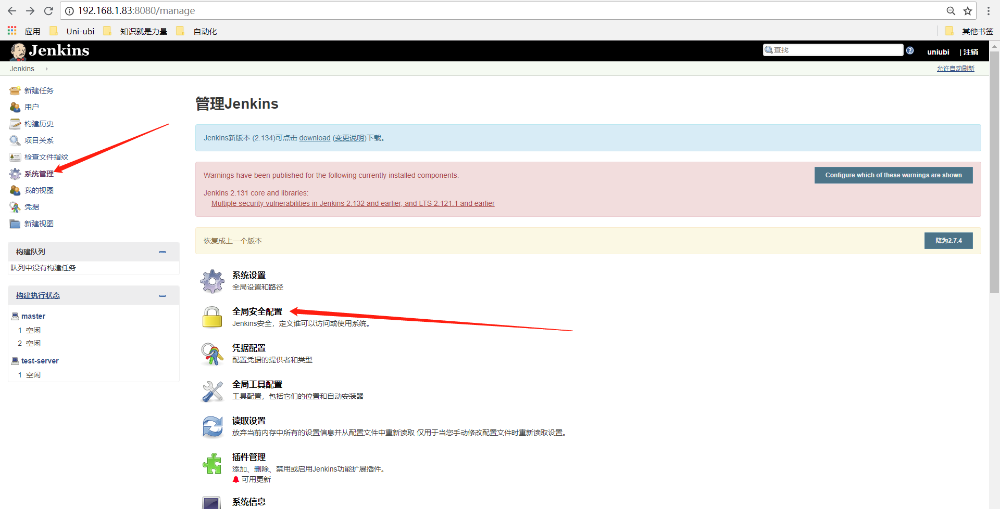 192.168.1.83:8080/manage
应用 Uni-ubi 知识就是力量 自动化 其他书签
Jenkins 查找 uniubi | 注销
Jenkins 允许自动刷新
新建任务
用户
构建历史
项目关系
检查文件指纹
系统管理
我的视图
凭据
新建视图
构建队列
队列中没有构建任务
构建执行状态
master
1 空闲
2 空闲
test-server
1 空闲
管理Jenkins
Jenkins新版本 (2.134)可点击 download (变更说明)下载。
Warnings have been published for the following currently installed components.
Configure which of these warnings are shown
Jenkins 2.131 core and libraries:
Multiple security vulnerabilities in Jenkins 2.132 and earlier, and LTS 2.121.1 and earlier
恢复成上一个版本
降为2.7.4
系统设置
全局设置和路径
全局安全配置
Jenkins安全，定义谁可以访问或使用系统。
凭据配置
配置凭据的提供者和类型
全局工具配置
工具配置，包括它们的位置和自动安装器
读取设置
放弃当前内存中所有的设置信息并从配置文件中重新读取 仅用于当您手动修改配置文件时重新读取设置。
插件管理
添加、删除、禁用或启用Jenkins功能扩展插件。
可用更新
系统信息